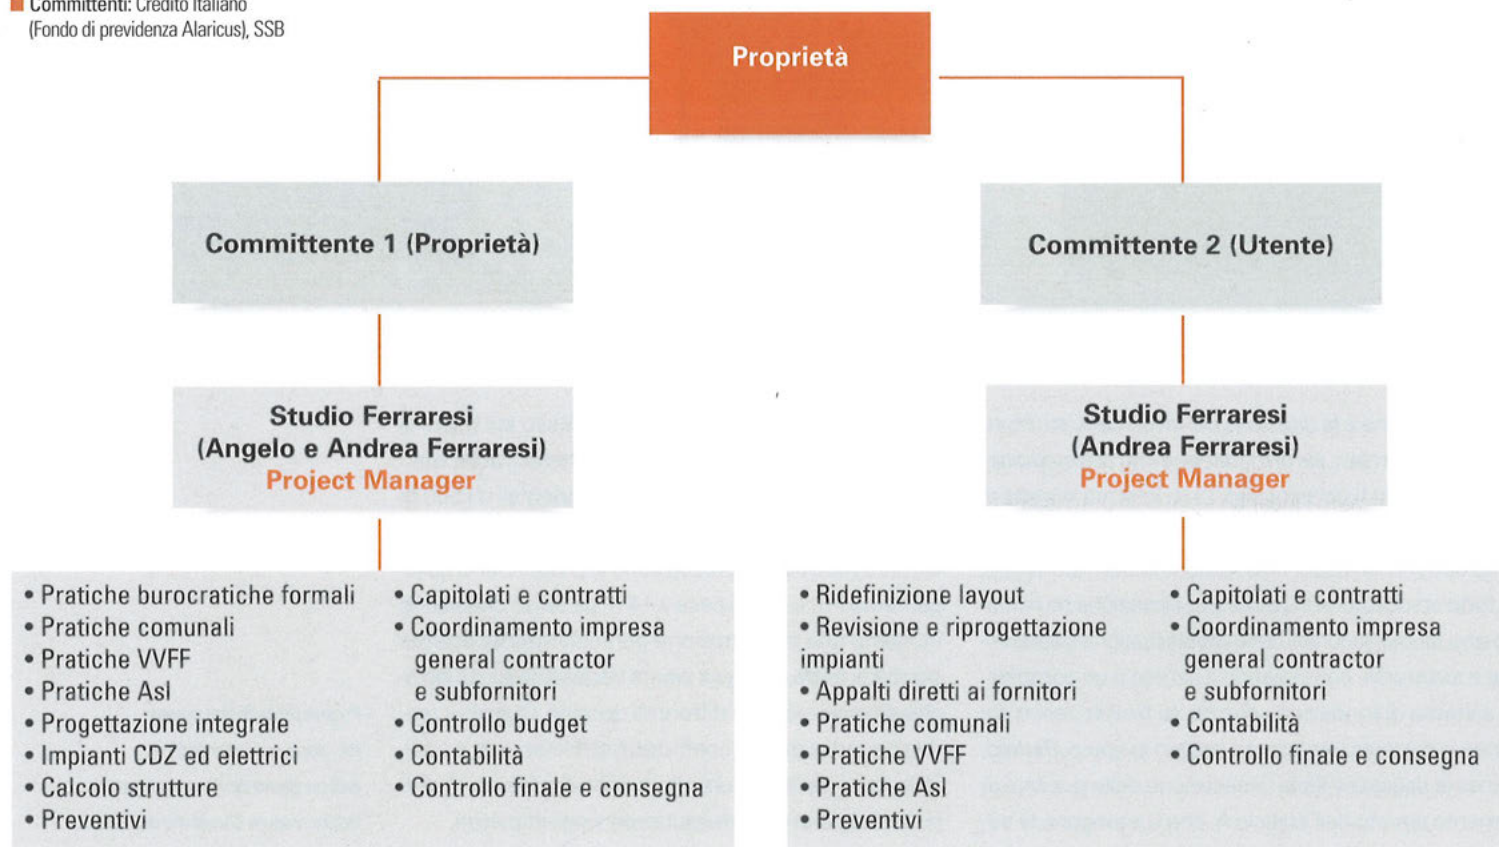 ■ Committenti: Credito Italiano
(Fondo di previdenza Alaricus), SSB
Proprietà
Committente 1 (Proprietà)
Committente 2 (Utente)
Studio Ferraresi
(Angelo e Andrea Ferraresi)
Project Manager
Studio Ferraresi
(Andrea Ferraresi)
Project Manager
• Pratiche burocratiche formali
• Pratiche comunali
• Pratiche VVFF
• Pratiche Asl
• Progettazione integrale
• Impianti CDZ ed elettrici
• Calcolo strutture
• Preventivi
• Capitolati e contratti
• Coordinamento impresa
general contractor
e subfornitori
• Controllo budget
• Contabilità
• Controllo finale e consegna
• Ridefinizione layout
• Revisione e riprogettazione
impianti
• Appalti diretti ai fornitori
• Pratiche comunali
• Pratiche VVFF
• Pratiche Asl
• Preventivi
• Capitolati e contratti
• Coordinamento impresa
general contractor
e subfornitori
• Contabilità
• Controllo finale e consegna